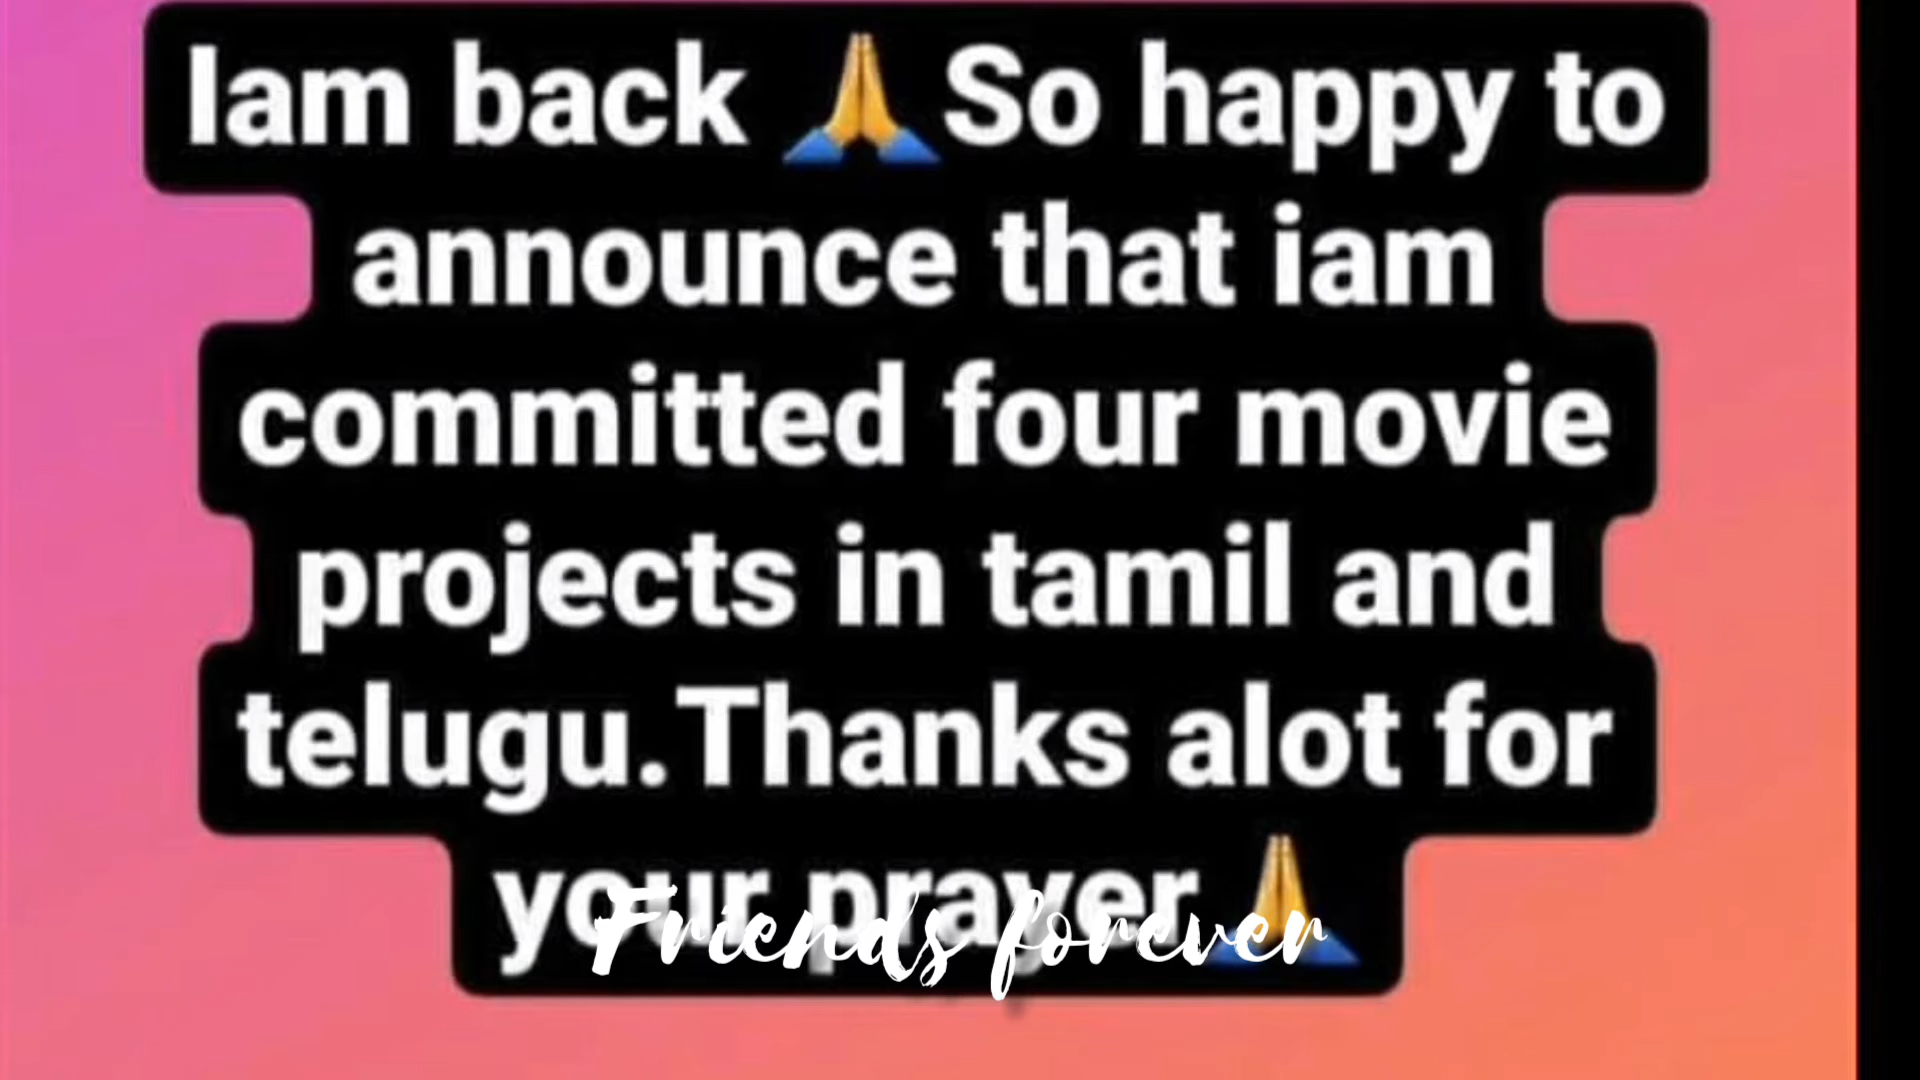 Iam back 🙏So happy to
announce that iam
committed four movie
projects in tamil and
telugu.Thanks alot for
your prayer🙏
Friends forever